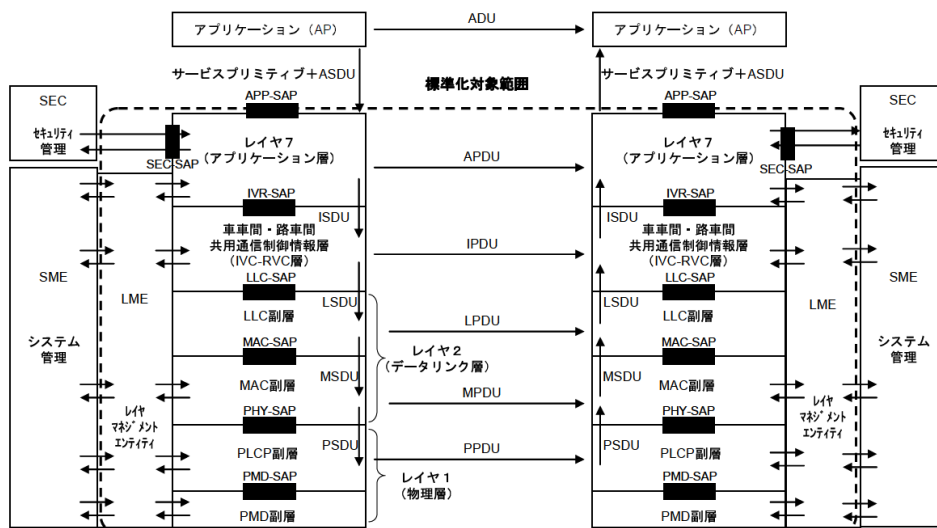 ADU
アプリケーション（AP）
アプリケーション（AP）
サービスプリミティブ＋ASDU
標準化対象範囲
サービスプリミティブ＋ASDU
SEC
セキュリティ
管理
APP-SAP
SEC-SAP
レイヤ7
（アプリケーション層）
APDU
APP-SAP
レイヤ7
（アプリケーション層）
SEC-SAP
SEC
セキュリティ
管理
IVR-SAP
ISDU
車車間・路車間
共用通信制御情報層
（IVC-RVC層）
IPDU
IVR-SAP
ISDU
車車間・路車間
共用通信制御情報層
（IVC-RVC層）
SME
システム
管理
LME
レイヤ
マネジメント
エンティティ
LLC-SAP
LSDU
LLC副層
LPDU
LLC-SAP
LSDU
LLC副層
MAC-SAP
MSDU
MAC副層
レイヤ2
（データリンク層）
MPDU
MAC-SAP
MSDU
MAC副層
PHY-SAP
PSDU
PLCP副層
PPDU
PHY-SAP
PSDU
PLCP副層
PMD-SAP
PMD副層
レイヤ1
（物理層）
PMD-SAP
PMD副層
LME
レイヤ
マネジメント
エンティティ
SME
システム
管理